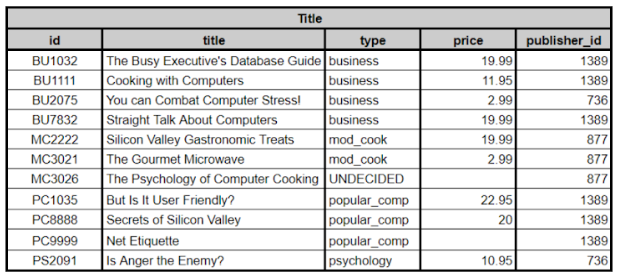 Title
id title type price publisher_id
BU1032 The Busy Executive's Database Guide business 19.99 1389
BU1111 Cooking with Computers business 11.95 1389
BU2075 You can Combat Computer Stress! business 2.99 736
BU7832 Straight Talk About Computers business 19.99 1389
MC2222 Silicon Valley Gastronomic Treats mod_cook 19.99 877
MC3021 The Gourmet Microwave mod_cook 2.99 877
MC3026 The Psychology of Computer Cooking UNDECIDED 877
PC1035 But Is It User Friendly? popular_comp 22.95 1389
PC8888 Secrets of Silicon Valley popular_comp 20 1389
PC9999 Net Etiquette popular_comp 1389
PS2091 Is Anger the Enemy? psychology 10.95 736